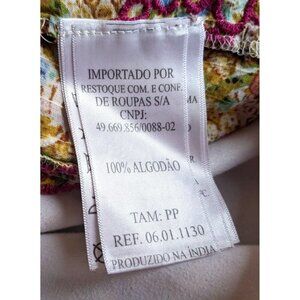 IMPORTADO POR
RESTOQUE COM. E CONF.
DE ROUPAS S/A
CNPJ:
49.669.856/0088-02
100% ALGODÃO
TAM: PP
REF. 06.01.1130
PRODUZIDO NA ÍNDIA